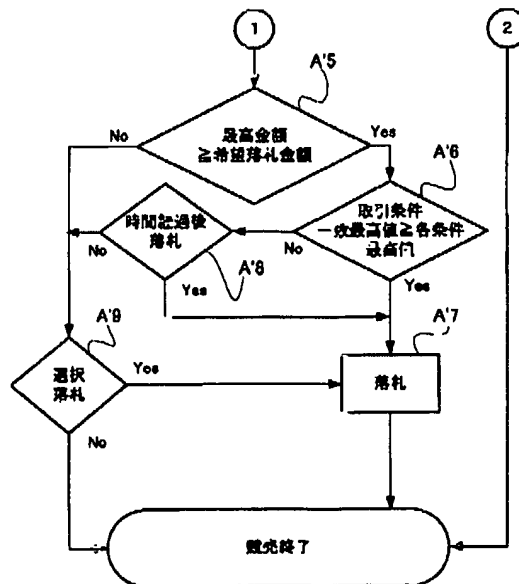 1
2
A'5
No
最高金額
≧希望落札金額
Yes
A'6
取引条件
一致最高値≧各条件
最高値
時間経過後
落札
No
No
A'8
Yes
Yes
A'9
A'7
選択
落札
Yes
落札
No
競売終了